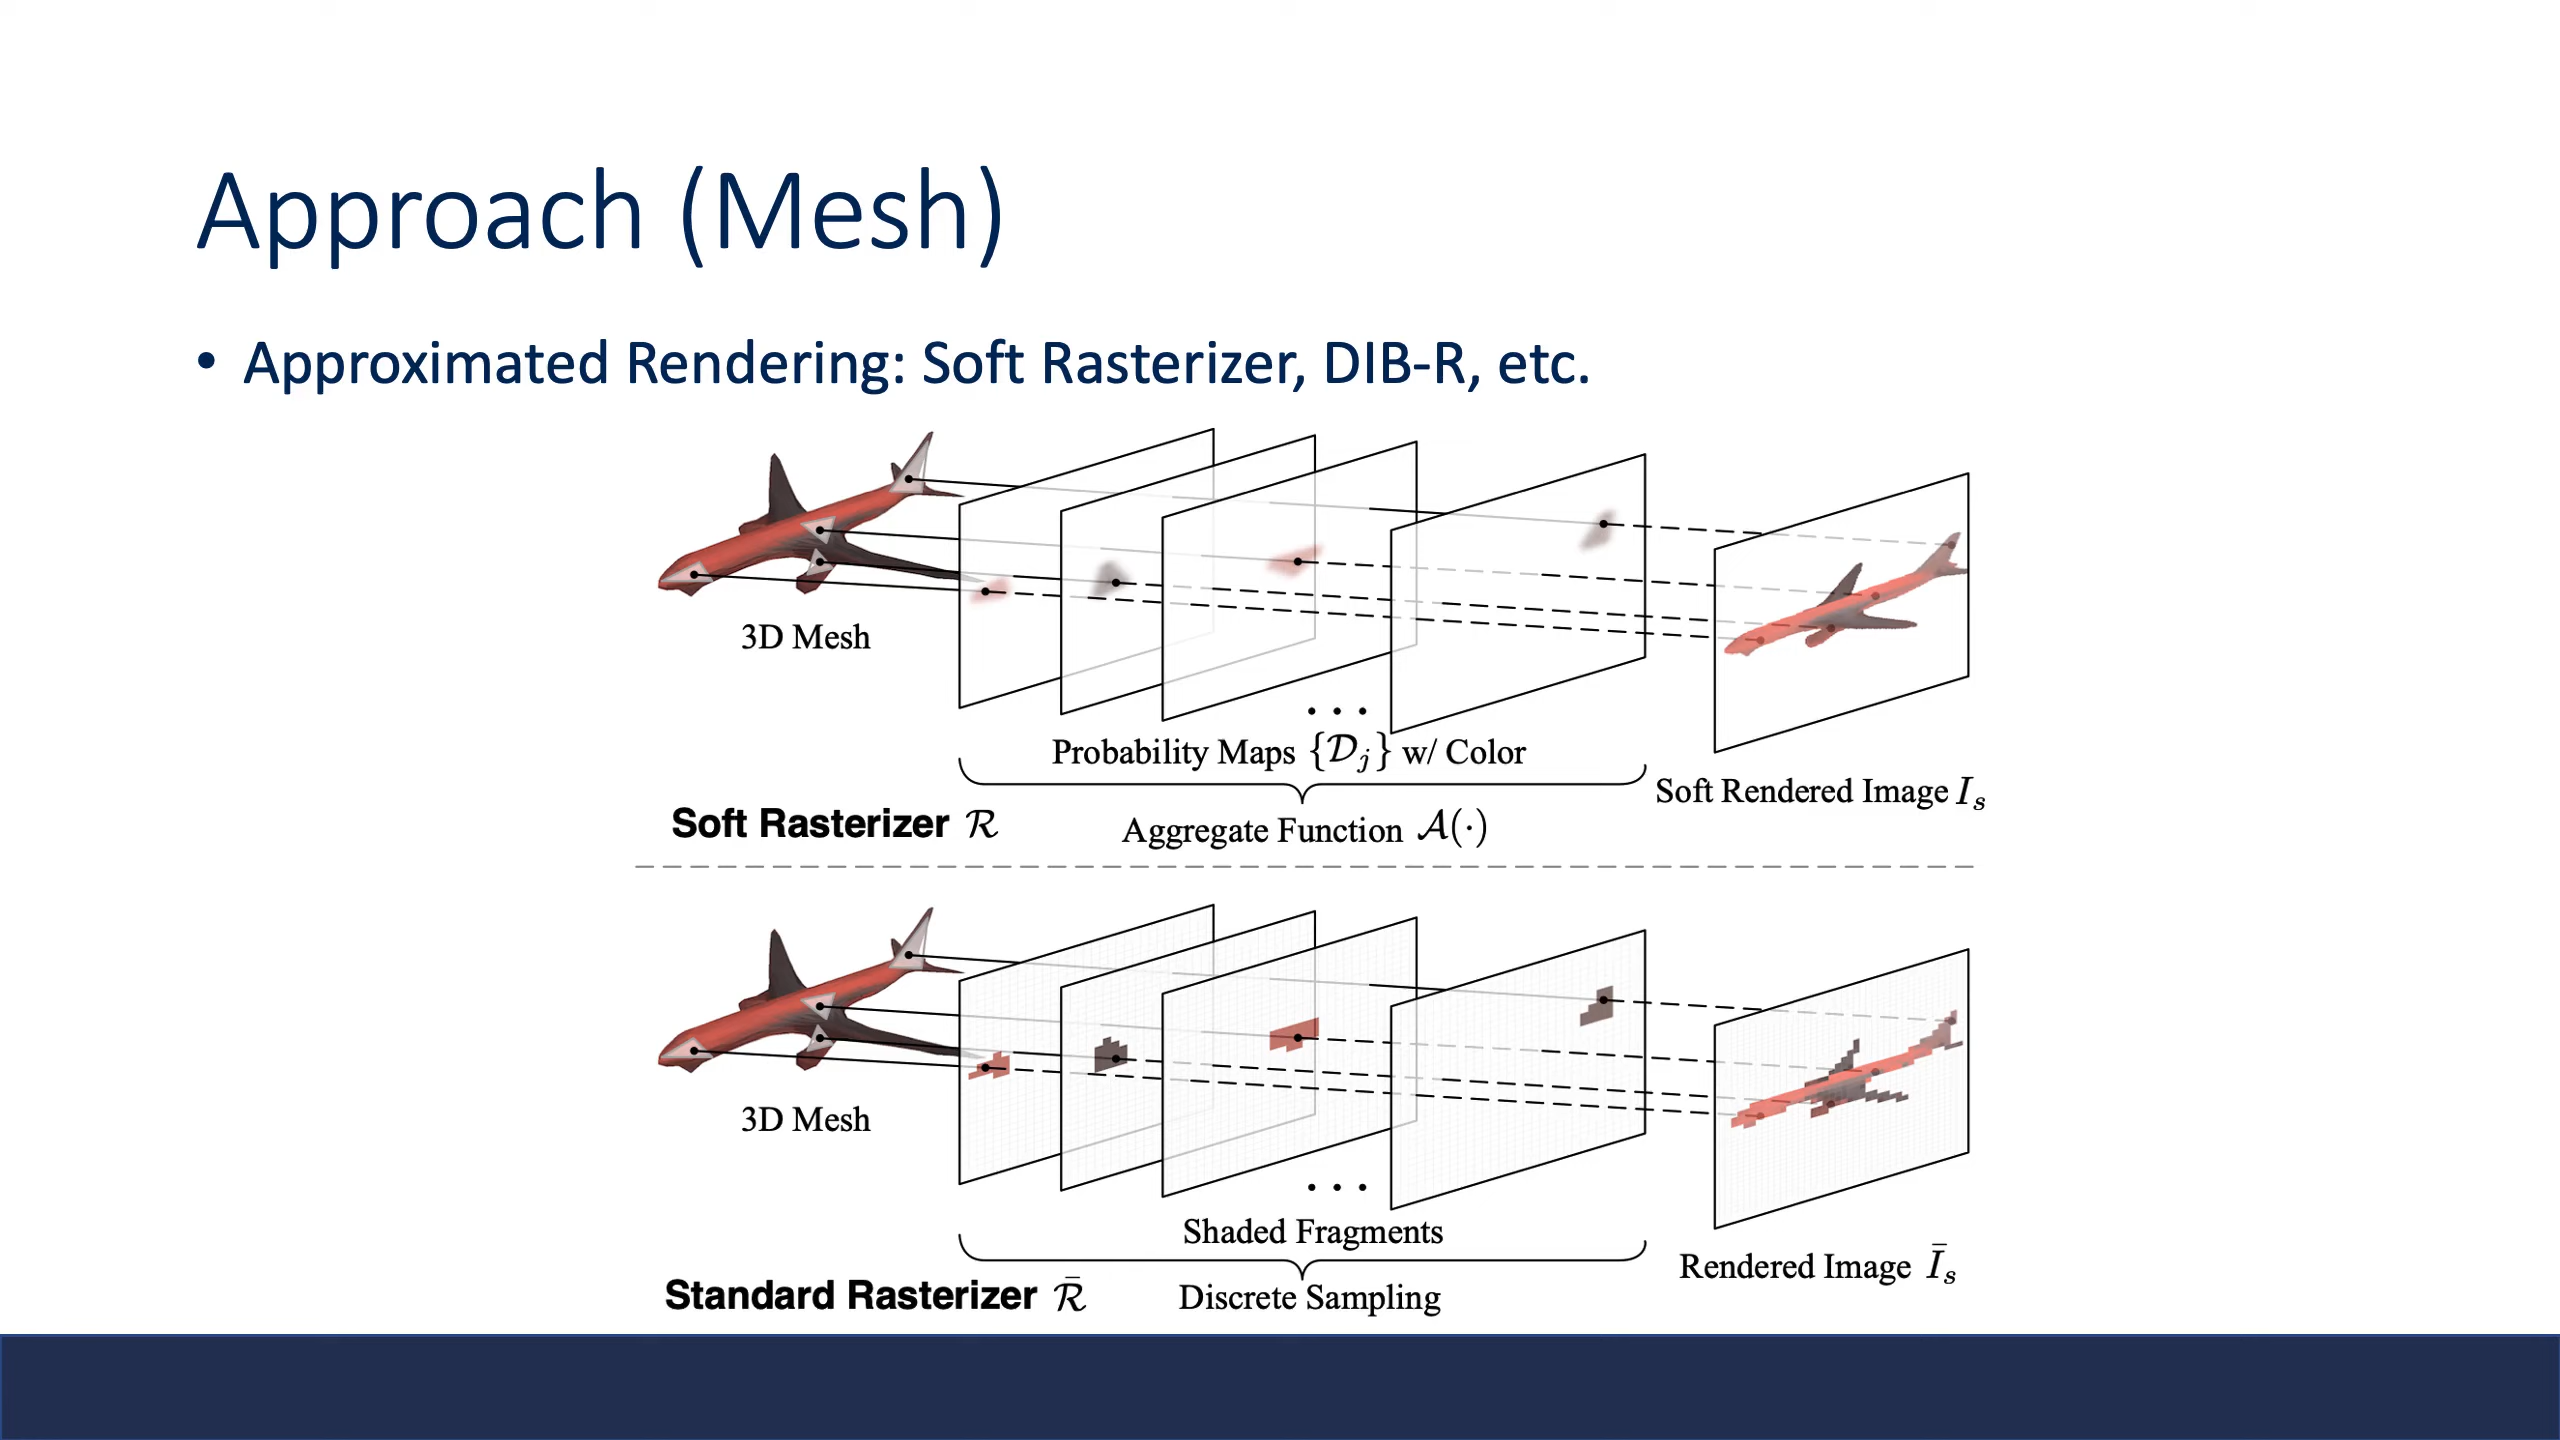 Approach (Mesh)
• Approximated Rendering: Soft Rasterizer, DIB-R, etc.
3D Mesh
. . .
Probability Maps {𝒟ⱼ} w/ Color
Soft Rendered Image Iₛ
Soft Rasterizer ℛ
Aggregate Function 𝒜(·)
3D Mesh
. . .
Shaded Fragments
Rendered Image Īₛ
Standard Rasterizer ℛ̄
Discrete Sampling